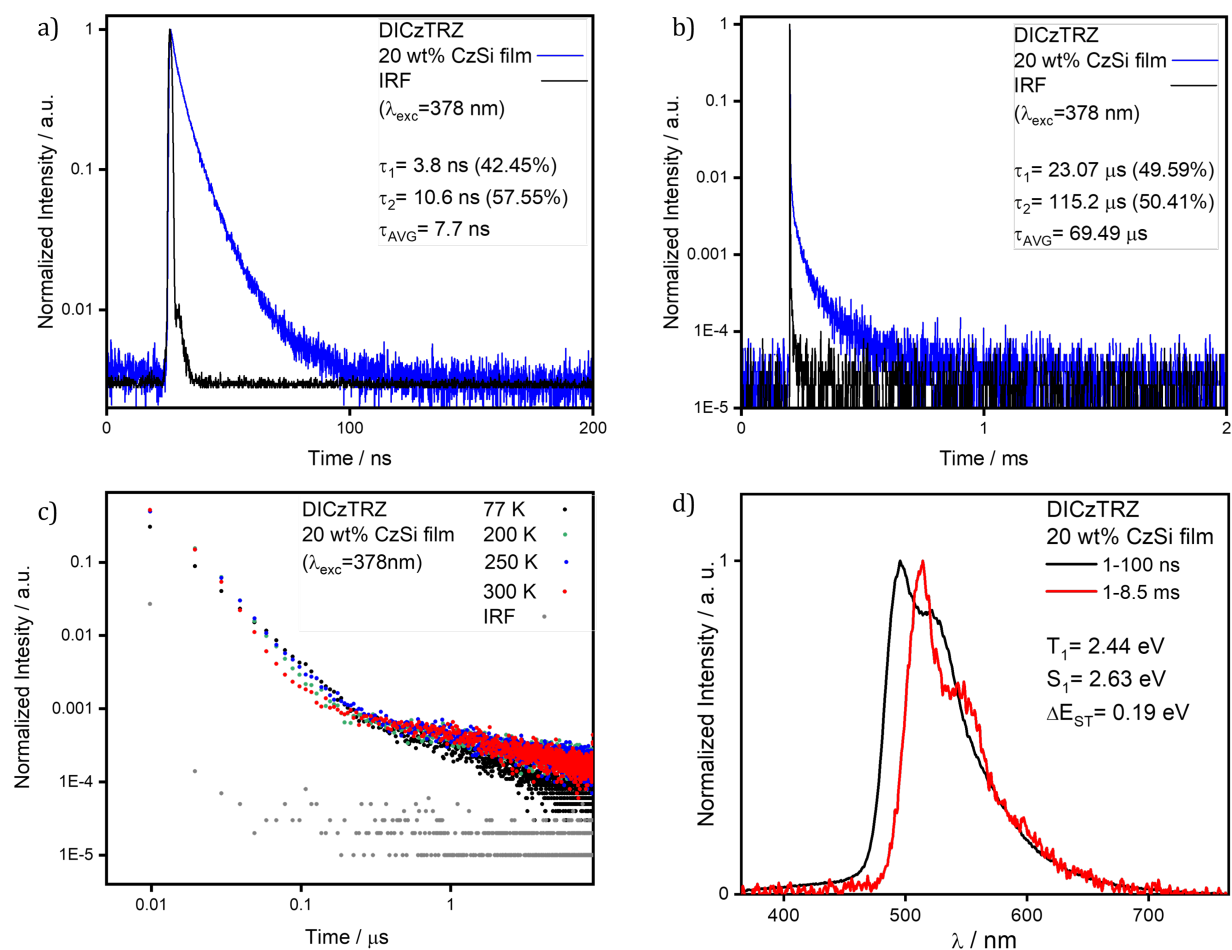 a)
DICzTRZ
20 wt% CzSi film
IRF
(λexc=378 nm)
τ1= 3.8 ns (42.45%)
τ2= 10.6 ns (57.55%)
τAVG= 7.7 ns
1
0.1
0.01
Normalized Intensity / a.u.
0
100
200
Time / ns
b)
DICzTRZ
20 wt% CzSi film
IRF
(λexc=378 nm)
τ1= 23.07 µs (49.59%)
τ2= 115.2 µs (50.41%)
τAVG= 69.49 µs
1
0.1
0.01
0.001
1E-4
1E-5
Normalized Intensity / a.u.
0
1
2
Time / ms
c)
DICzTRZ
20 wt% CzSi film
(λexc=378nm)
77 K
200 K
250 K
300 K
IRF
0.1
0.01
0.001
1E-4
1E-5
Normalized Intesity / a.u.
0.01
0.1
1
Time / µs
d)
DICzTRZ
20 wt% CzSi film
1-100 ns
1-8.5 ms
T1= 2.44 eV
S1= 2.63 eV
ΔEST= 0.19 eV
1
0
Normalized Intensity / a. u.
400
500
600
700
λ / nm